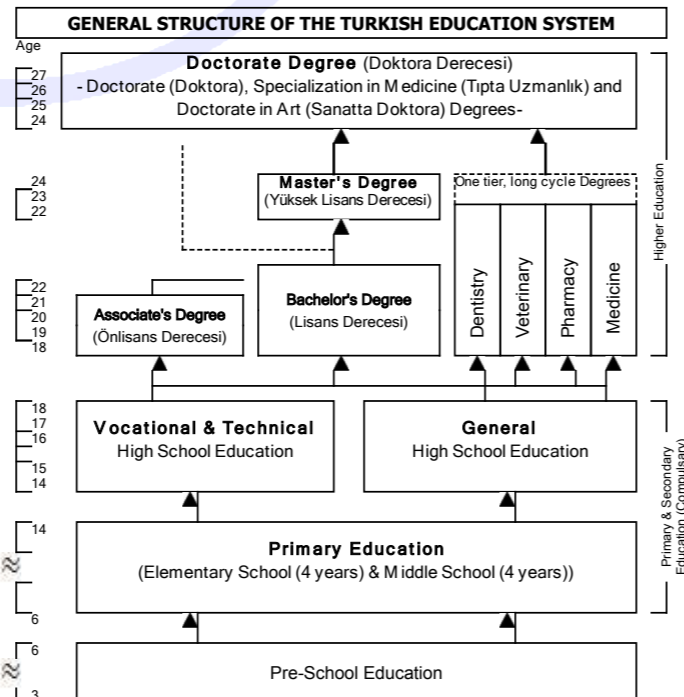 GENERAL STRUCTURE OF THE TURKISH EDUCATION SYSTEM
Age
Doctorate Degree (Doktora Derecesi)
- Doctorate (Doktora), Specialization in Medicine (Tıpta Uzmanlık) and
Doctorate in Art (Sanatta Doktora) Degrees-
27
26
25
24
24
23
22
Master's Degree
(Yüksek Lisans Derecesi)
One tier, long cycle Degrees
Higher Education
22
21
20
19
18
Associate's Degree
(Önlisans Derecesi)
Bachelor's Degree
(Lisans Derecesi)
Dentistry
Veterinary
Pharmacy
Medicine
18
17
16
15
14
Vocational & Technical
High School Education
General
High School Education
Primary & Secondary
Education (Compulsary)
14
≈
6
Primary Education
(Elementary School (4 years) & Middle School (4 years))
6
≈
3
Pre-School Education